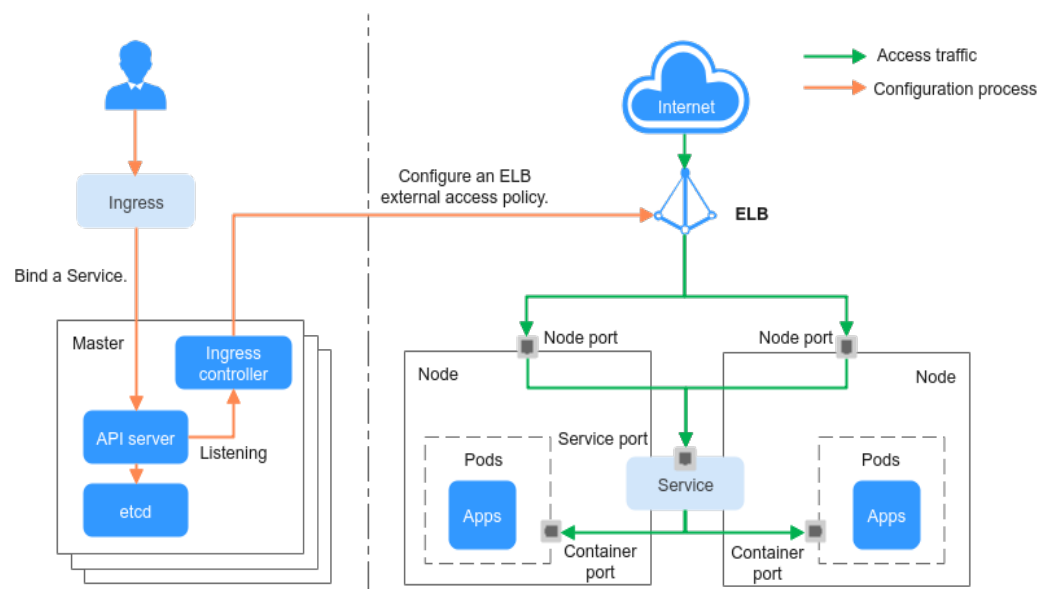 Access traffic
Configuration process
Internet
Ingress
Configure an ELB
external access policy.
ELB
Bind a Service.
Master
Ingress
controller
API server
Listening
etcd
Node port
Node port
Node
Node
Service port
Pods
Apps
Service
Pods
Apps
Container
port
Container
port